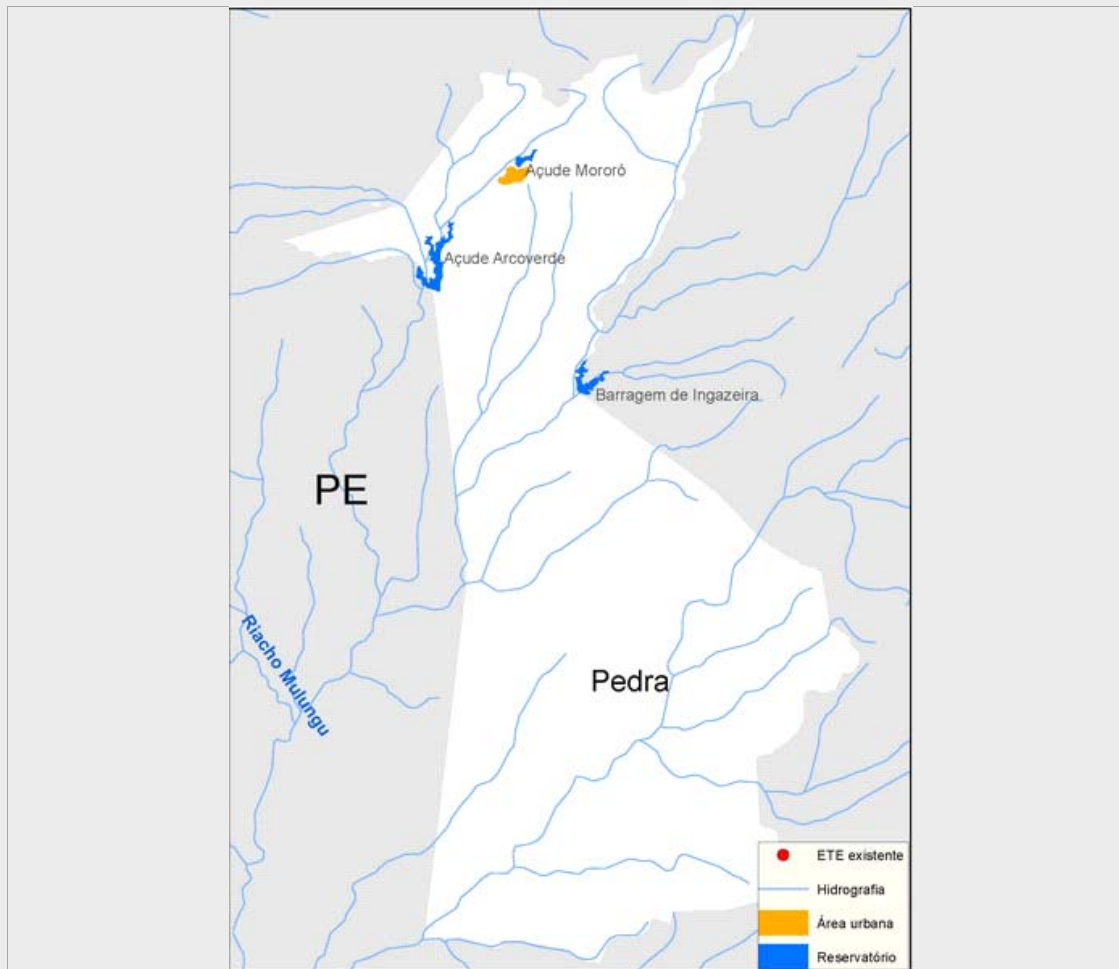 Açude Mororó
Açude Arcoverde
Barragem de Ingazeira
PE
Riacho Mulungu
Pedra
ETE existente
Hidrografia
Área urbana
Reservatório